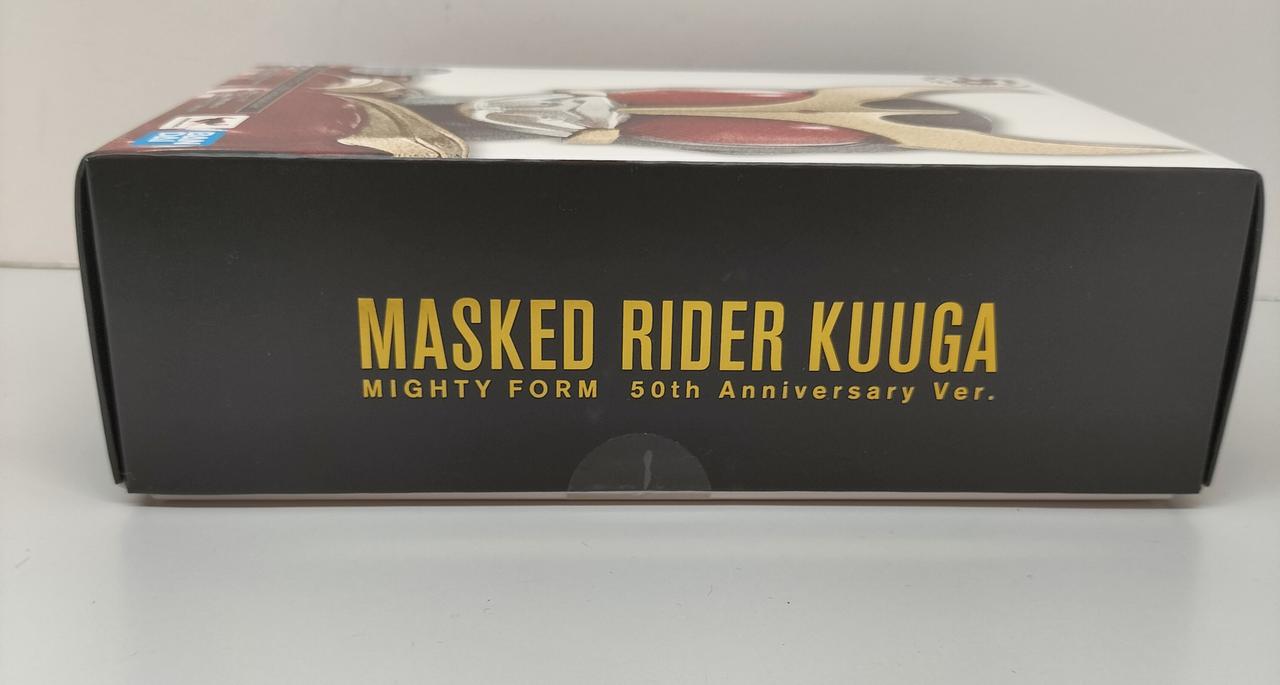 MASKED RIDER KUUGA
MIGHTY FORM 50th Anniversary Ver.